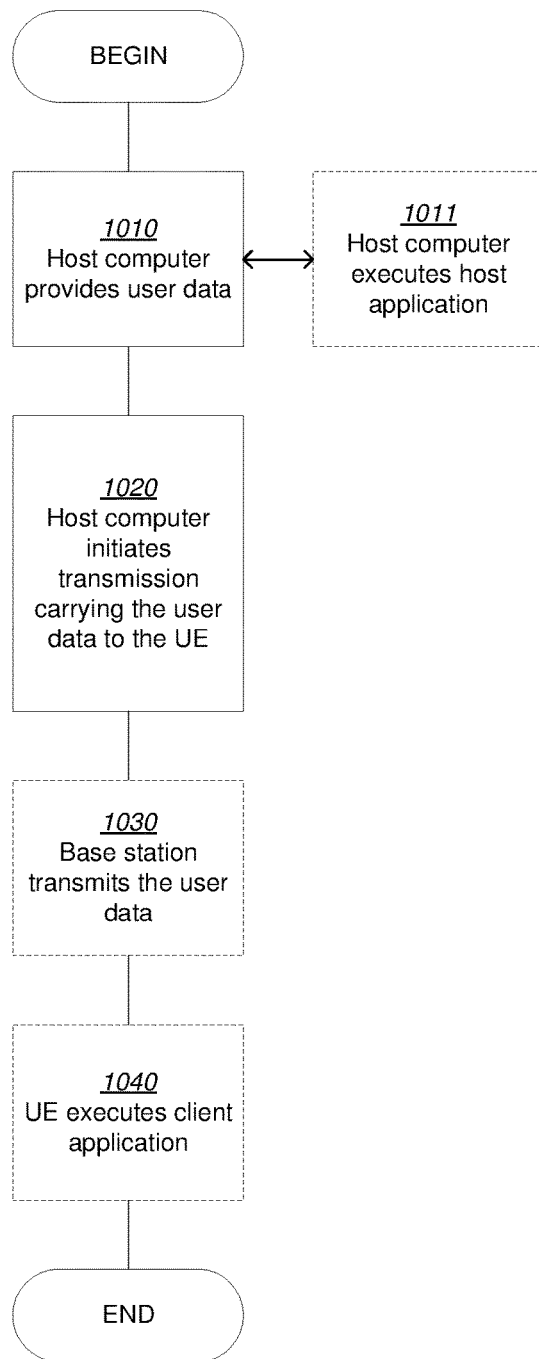 BEGIN
1010
Host computer
provides user data
1011
Host computer
executes host
application
1020
Host computer
initiates
transmission
carrying the user
data to the UE
1030
Base station
transmits the user
data
1040
UE executes client
application
END